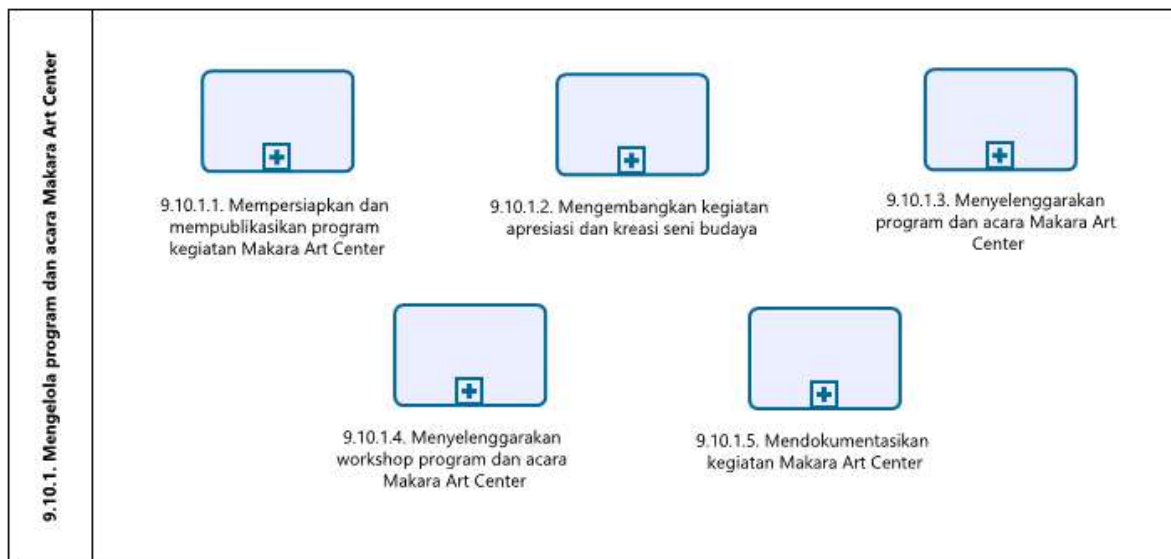 9.10.1. Mengelola program dan acara Makara Art Center
9.10.1.1. Mempersiapkan dan
mempublikasikan program
kegiatan Makara Art Center
9.10.1.2. Mengembangkan kegiatan
apresiasi dan kreasi seni budaya
9.10.1.3. Menyelenggarakan
program dan acara Makara Art
Center
9.10.1.4. Menyelenggarakan
workshop program dan acara
Makara Art Center
9.10.1.5. Mendokumentasikan
kegiatan Makara Art Center